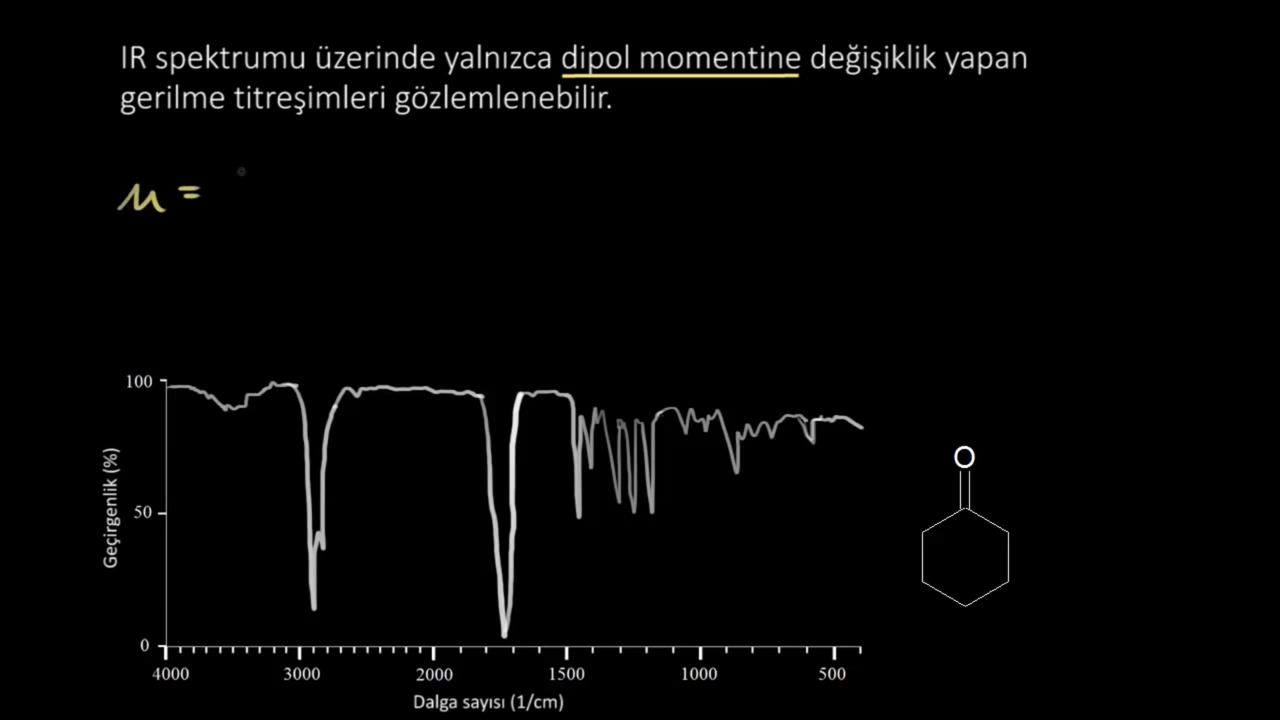 IR spektrumu üzerinde yalnızca dipol momentine değişiklik yapan
gerilme titreşimleri gözlemlenebilir.
μ =
100
50
0
Geçirgenlik (%)
4000 3000 2000 1500 1000 500
Dalga sayısı (1/cm)
O